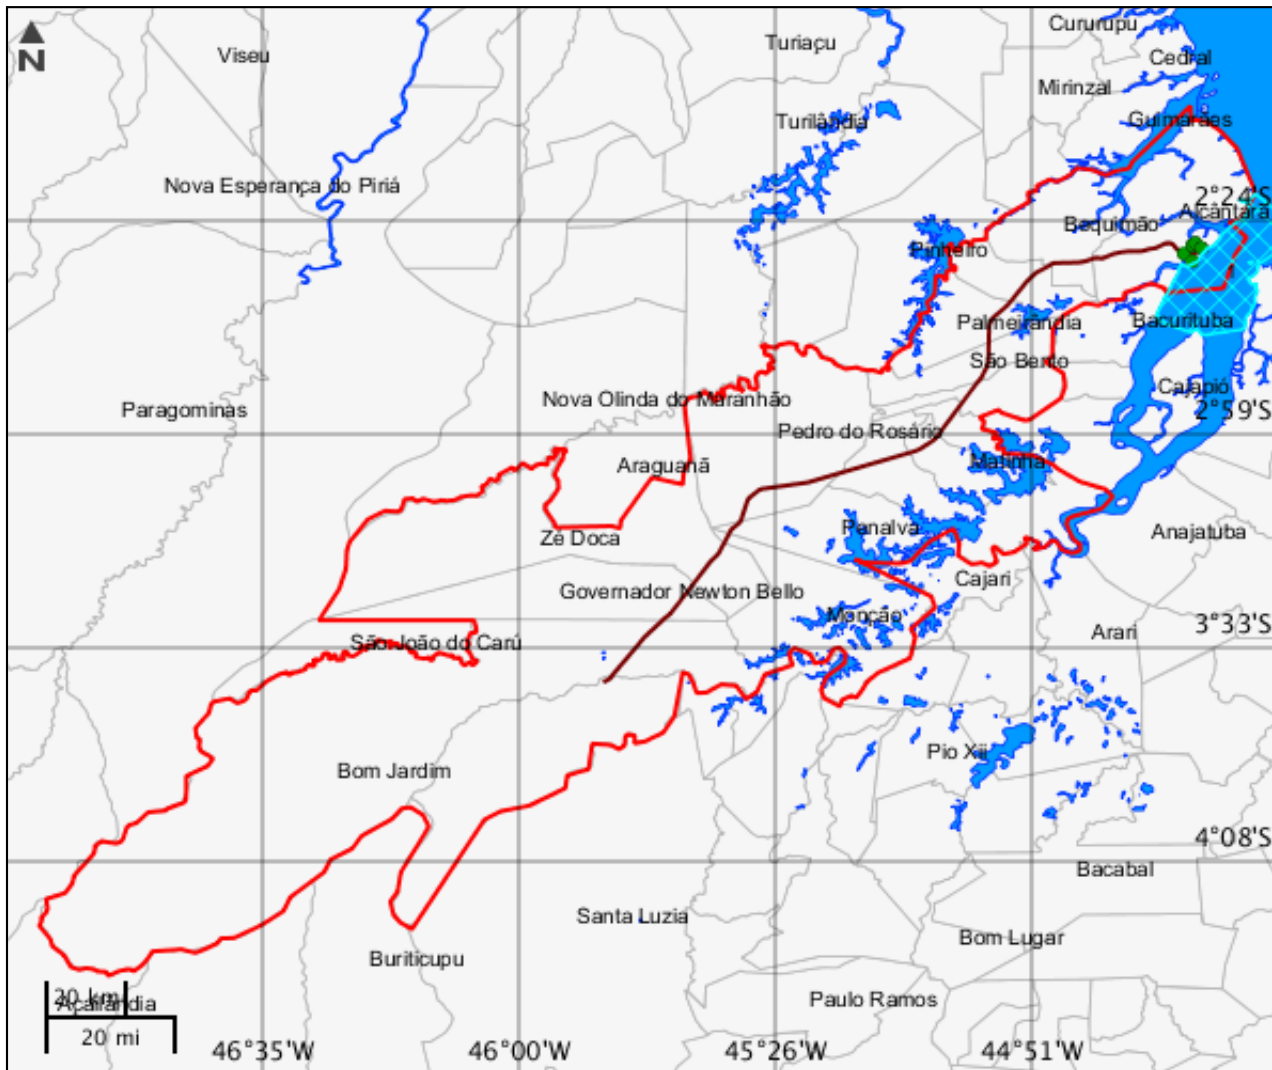 Cururupu
Turiaçu
Viseu
Cedral
N
Mirinzal
Guimarães
Turilândia
Nova Esperança do Piriá
2°24'S
Alcântara
Bequimão
Pinheiro
Palmeirândia
Bacurituba
São Bento
Cajapió
Nova Olinda do Maranhão
Paragominas
2°59'S
Pedro do Rosário
Araguanã
Matinha
Penalva
Anajatuba
Zé Doca
Cajari
Governador Newton Bello
Monção
3°33'S
Arari
São João do Carú
Pio Xii
Bom Jardim
4°08'S
Bacabal
Santa Luzia
Bom Lugar
Buriticupu
20 km
Paulo Ramos
Açailândia
20 mi
46°35'W
46°00'W
45°26'W
44°51'W